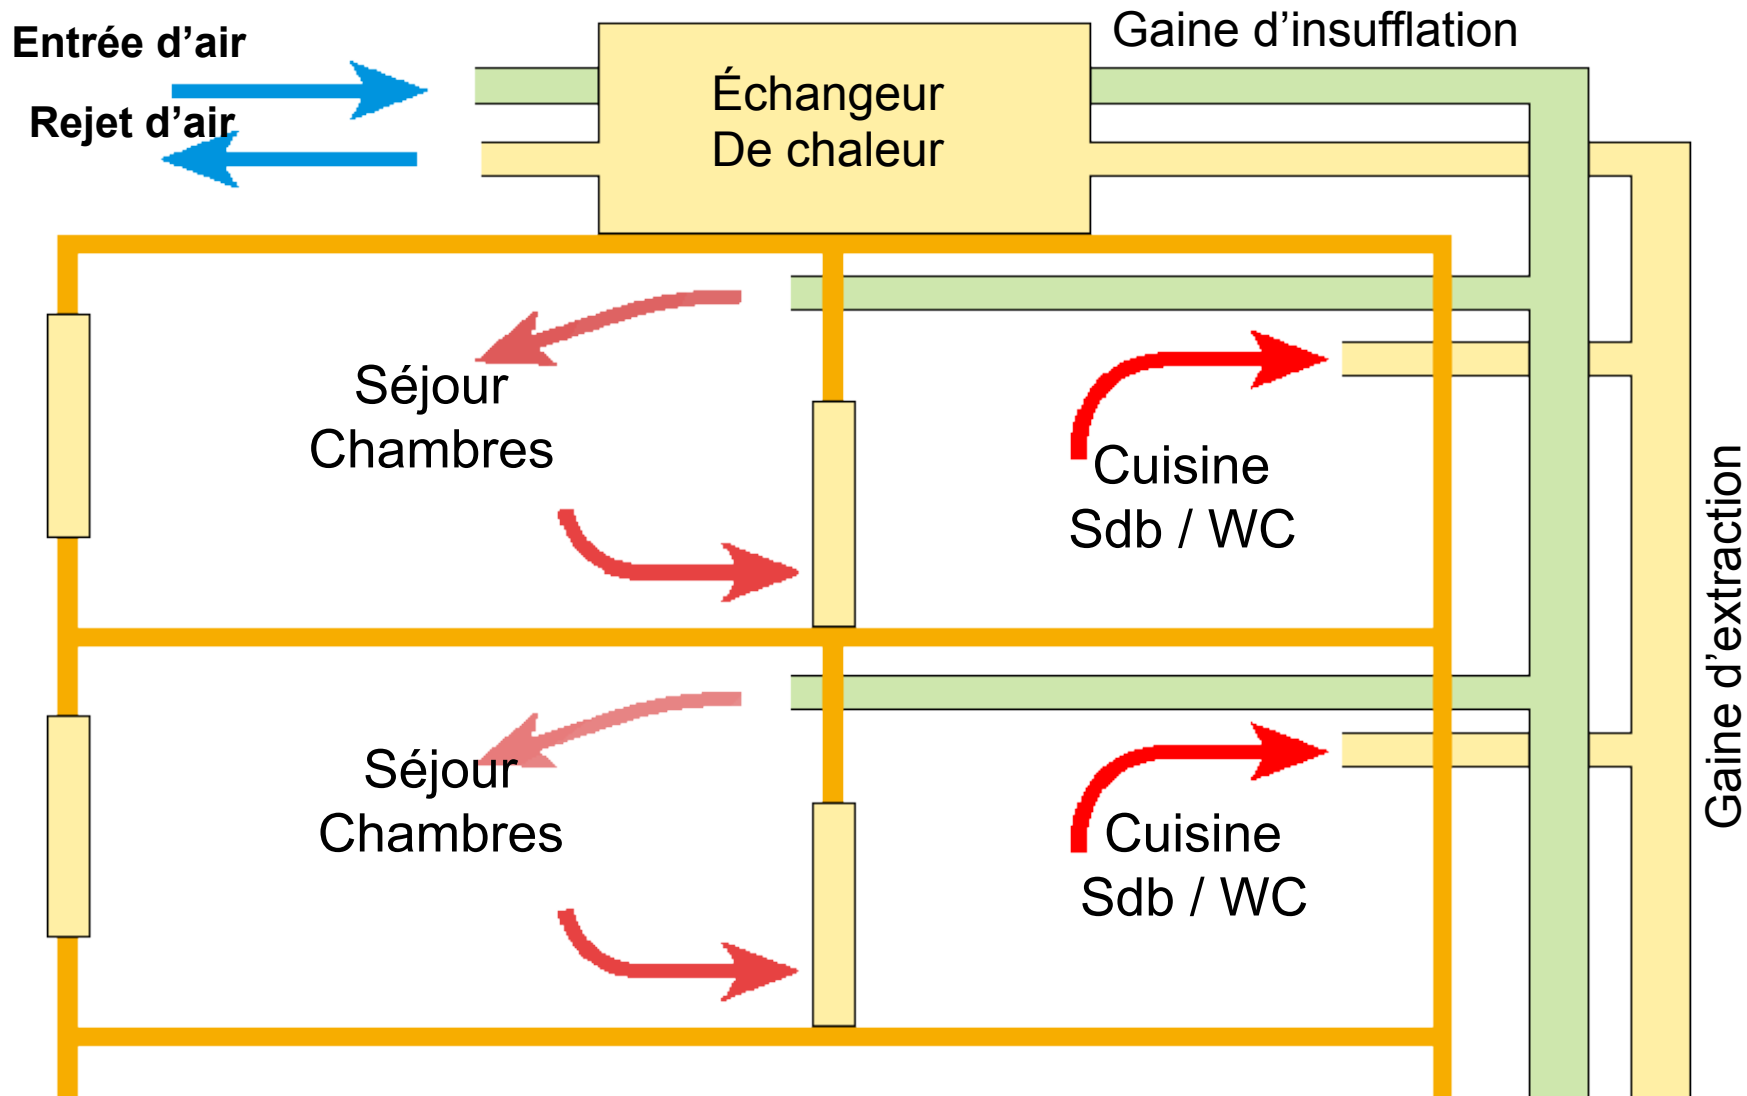 Entrée d’air
Rejet d’air
Échangeur
De chaleur
Gaine d’insufflation
Séjour
Chambres
Cuisine
Sdb / WC
Gaine d’extraction
Séjour
Chambres
Cuisine
Sdb / WC